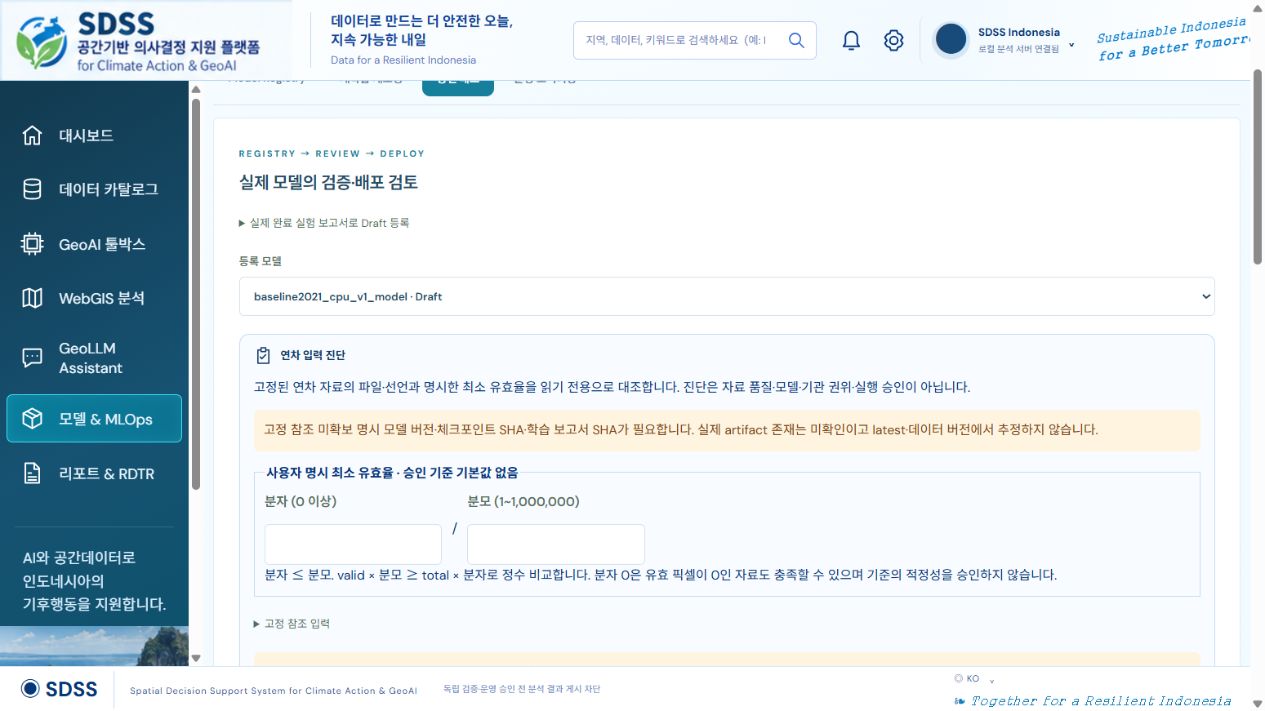 SDSS
공간기반 의사결정 지원 플랫폼
for Climate Action & GeoAI
데이터로 만드는 더 안전한 오늘,
지속 가능한 내일
Data for a Resilient Indonesia
지역, 데이터, 키워드로 검색하세요 (예: I
SDSS Indonesia
로컬 분석 서버 연결됨
Sustainable Indonesia
for a Better Tomorr
대시보드
데이터 카탈로그
GeoAI 툴박스
WebGIS 분석
GeoLLM
Assistant
모델 & MLOps
리포트 & RDTR
AI와 공간데이터로
인도네시아의
기후행동을 지원합니다.
REGISTRY → REVIEW → DEPLOY
실제 모델의 검증·배포 검토
▶ 실제 완료 실험 보고서로 Draft 등록
등록 모델
baseline2021_cpu_v1_model · Draft
연차 입력 진단
고정된 연차 자료의 파일·선언과 명시한 최소 유효율을 읽기 전용으로 대조합니다. 진단은 자료 품질·모델·기관 권위·실행 승인이 아닙니다.
고정 참조 미확보 명시 모델 버전·체크포인트 SHA·학습 보고서 SHA가 필요합니다. 실제 artifact 존재는 미확인이고 latest·데이터 버전에서 추정하지 않습니다.
사용자 명시 최소 유효율 · 승인 기준 기본값 없음
분자 (0 이상)
분모 (1~1,000,000)
/
분자 ≤ 분모. valid × 분모 ≥ total × 분자로 정수 비교합니다. 분자 0은 유효 픽셀이 0인 자료도 충족할 수 있으며 기준의 적정성을 승인하지 않습니다.
▶ 고정 참조 입력
SDSS
Spatial Decision Support System for Climate Action & GeoAI
독립 검증·운영 승인 전 분석 결과 게시 차단
KO
Together for a Resilient Indonesia